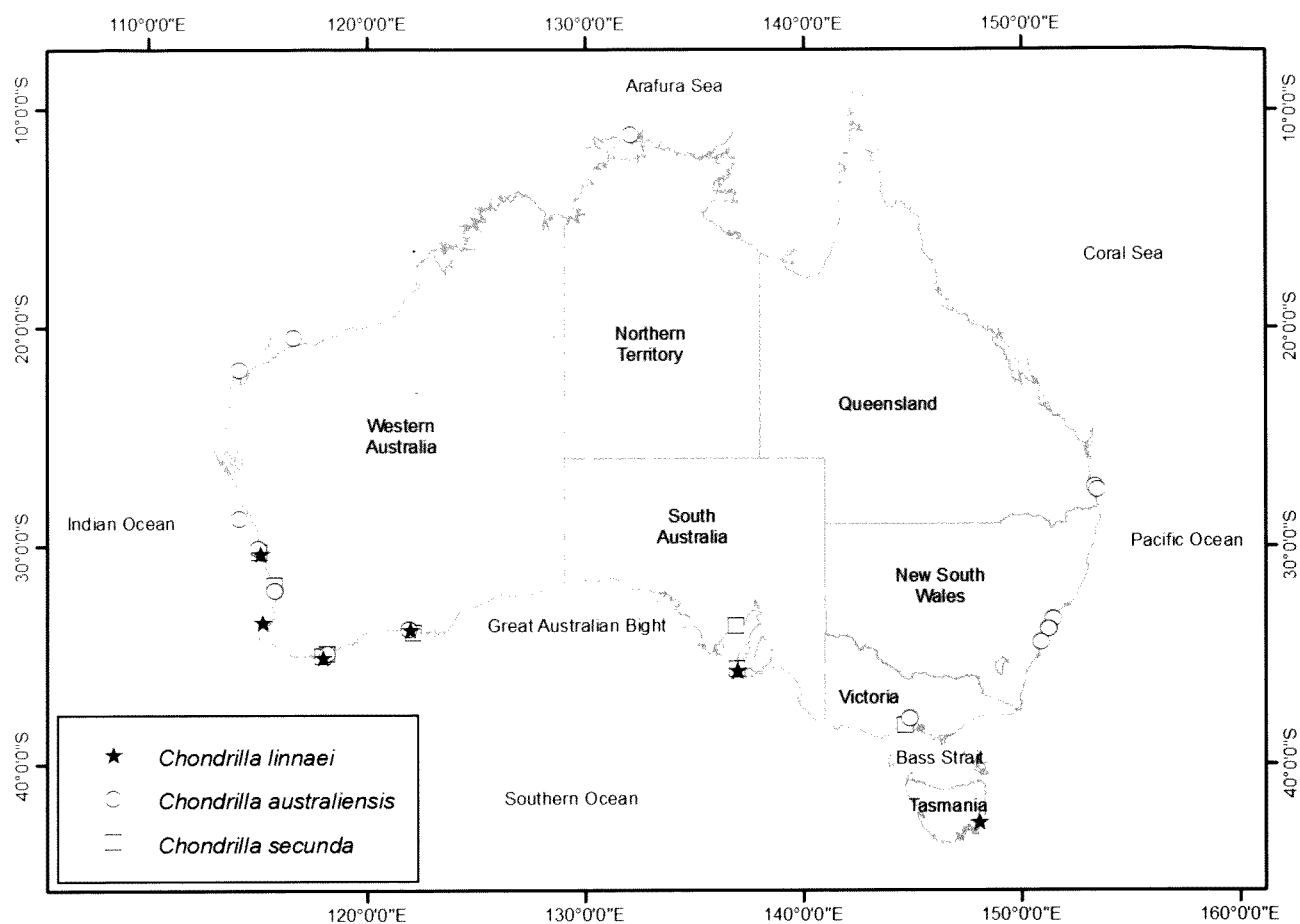 110°0'0"E
120°0'0"E
130°0'0"E
140°0'0"E
150°0'0"E
Arafura Sea
10°0'0"S
10°0'0"S
Coral Sea
20°0'0"S
20°0'0"S
Northern
Territory
Queensland
Western
Australia
Indian Ocean
South
Australia
Pacific Ocean
30°0'0"S
30°0'0"S
New South
Wales
Great Australian Bight
Victoria
Bass Strait
40°0'0"S
40°0'0"S
Southern Ocean
Tasmania
Chondrilla linnaei
Chondrilla australiensis
Chondrilla secunda
120°0'0"E
130°0'0"E
140°0'0"E
150°0'0"E
160°0'0"E